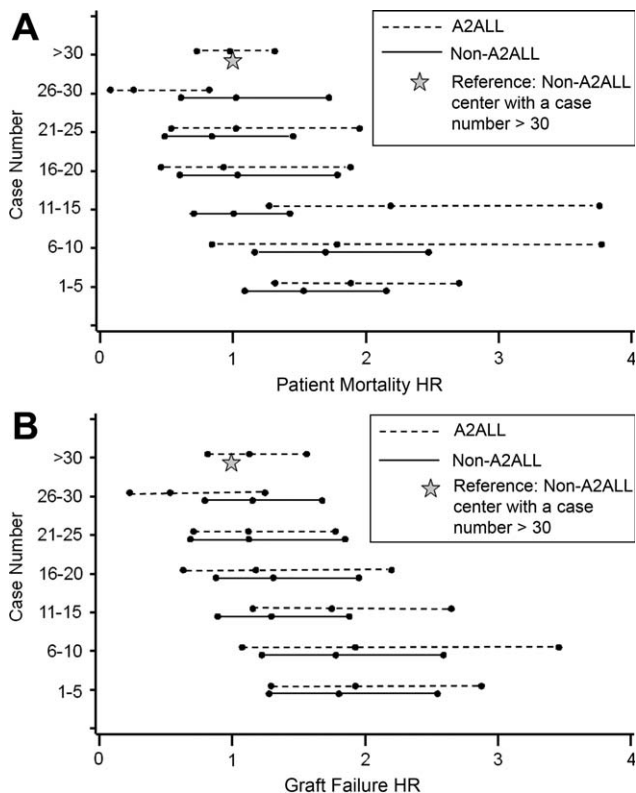 A
A2ALL
Non-A2ALL
Reference: Non-A2ALL
center with a case
number > 30
Case Number
>30
26-30
21-25
16-20
11-15
6-10
1-5
0 1 2 3 4
Patient Mortality HR
B
A2ALL
Non-A2ALL
Reference: Non-A2ALL
center with a case
number > 30
Case Number
>30
26-30
21-25
16-20
11-15
6-10
1-5
0 1 2 3 4
Graft Failure HR